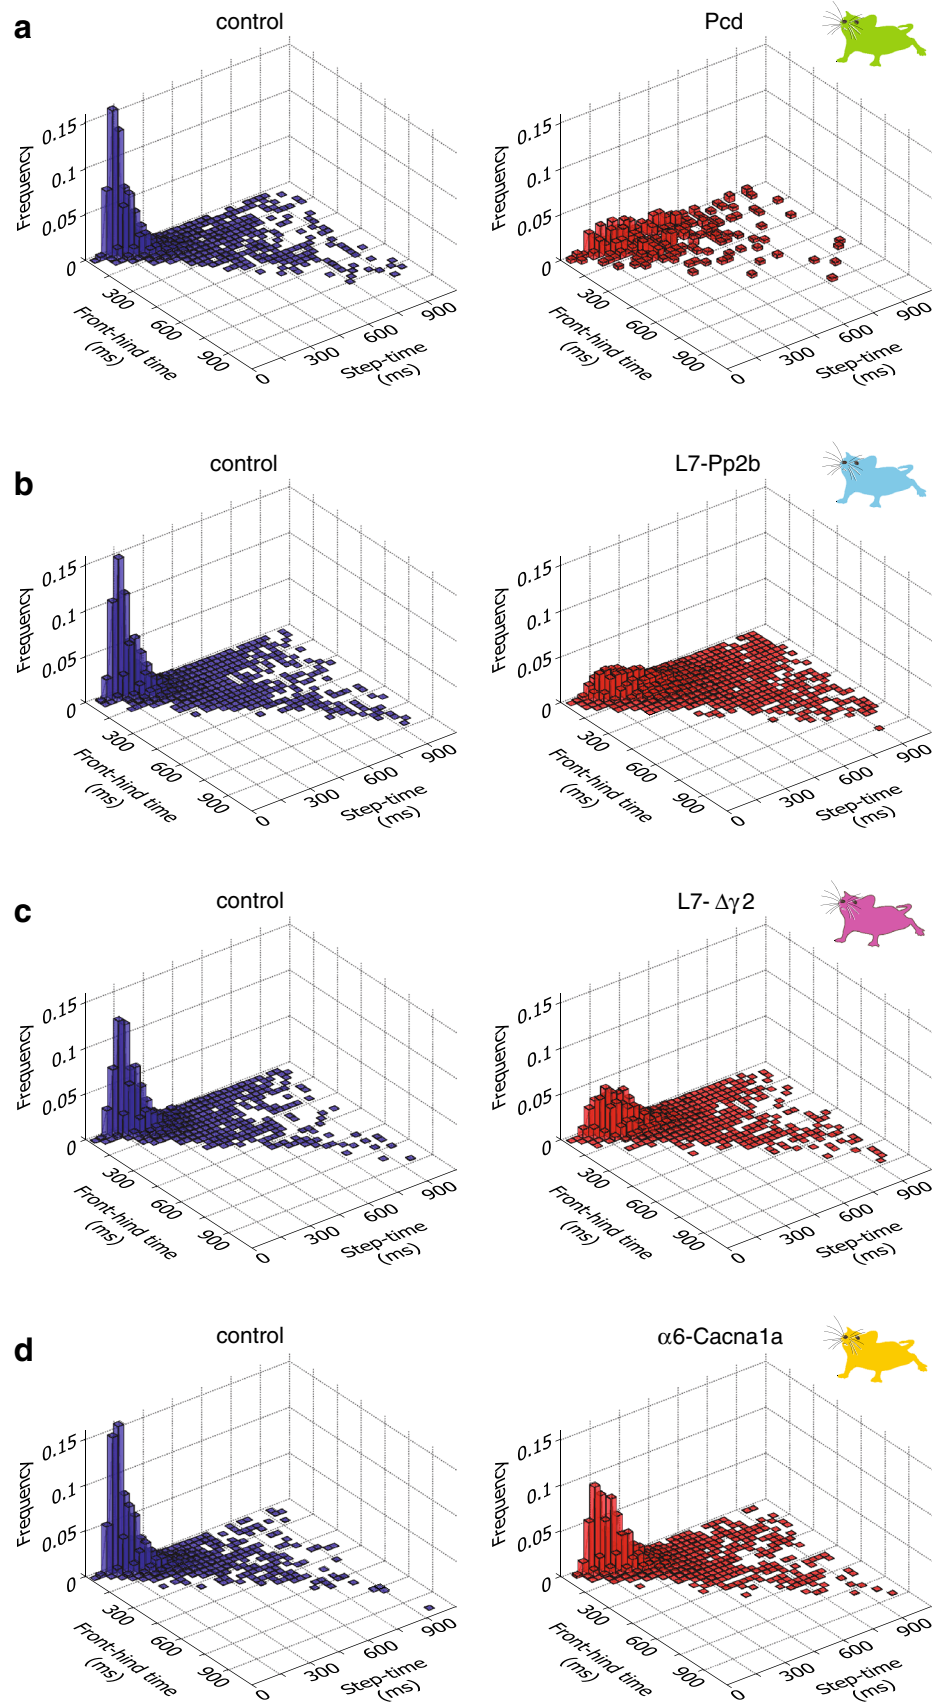 a
control
Pcd
Frequency
0.15
0.1
0.05
0
300
600
900
Front-hind time
(ms)
0
300
600
900
Step-time
(ms)
Frequency
0.15
0.1
0.05
0
300
600
900
Front-hind time
(ms)
0
300
600
900
Step-time
(ms)
b
control
L7-Pp2b
Frequency
0.15
0.1
0.05
0
300
600
900
Front-hind time
(ms)
0
300
600
900
Step-time
(ms)
Frequency
0.15
0.1
0.05
0
300
600
900
Front-hind time
(ms)
0
300
600
900
Step-time
(ms)
c
control
L7- Δγ2
Frequency
0.15
0.1
0.05
0
300
600
900
Front-hind time
(ms)
0
300
600
900
Step-time
(ms)
Frequency
0.15
0.1
0.05
0
300
600
900
Front-hind time
(ms)
0
300
600
900
Step-time
(ms)
d
control
α6-Cacna1a
Frequency
0.15
0.1
0.05
0
300
600
900
Front-hind time
(ms)
0
300
600
900
Step-time
(ms)
Frequency
0.15
0.1
0.05
0
300
600
900
Front-hind time
(ms)
0
300
600
900
Step-time
(ms)